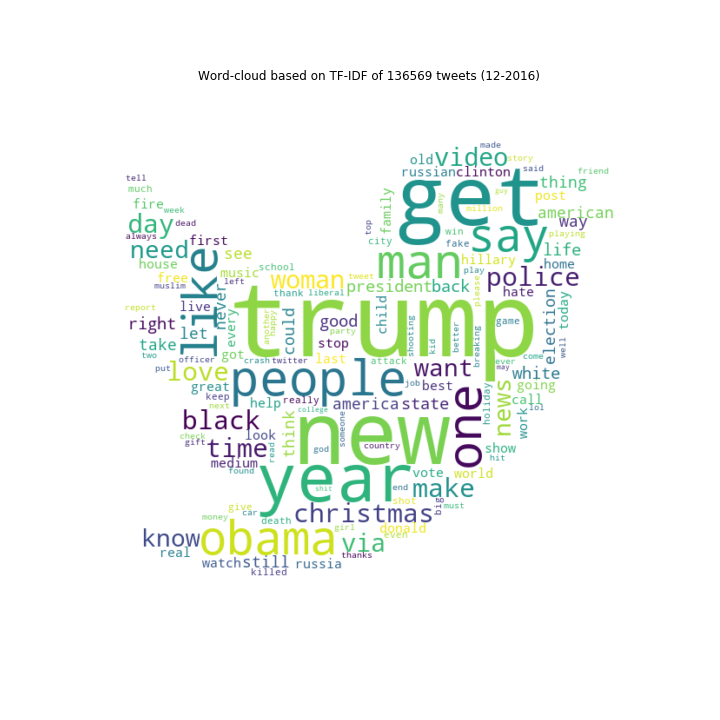 Word-cloud based on TF-IDF of 136569 tweets (12-2016)
made
old video story
russian clinton said friend
tell
much get thing
fire week family many guy post
day dead top million american
always say way
need first city win fake playing
see man life
house school hillary
music woman tweet play home
free president back please police
muslim left thank liberal hate
like never trump
report live another happy child today
right every could good shooting kid better breaking game election
let
take stop
two got well
officer crash twitter last attack ever come
put love people want may white
great job best going
keep really news call
next help college america state one holiday work lol
black new someone
check gift look think
time read god country show
medium hit
found year shit end vote world
give shot make
money car christmas big must
death
obama girl donald
know via even
real thanks
watch still russia
killed